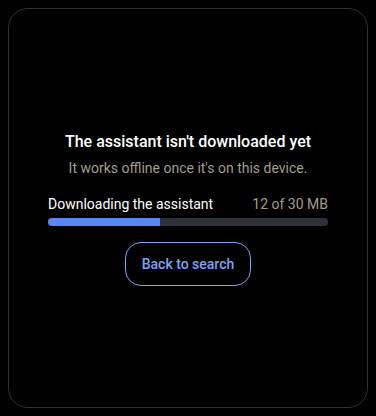 The assistant isn't downloaded yet
It works offline once it's on this device.
Downloading the assistant 12 of 30 MB
Back to search